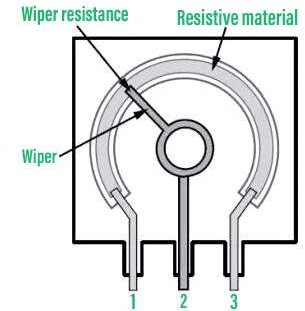 Wiper resistance
Resistive material
Wiper
1 2 3